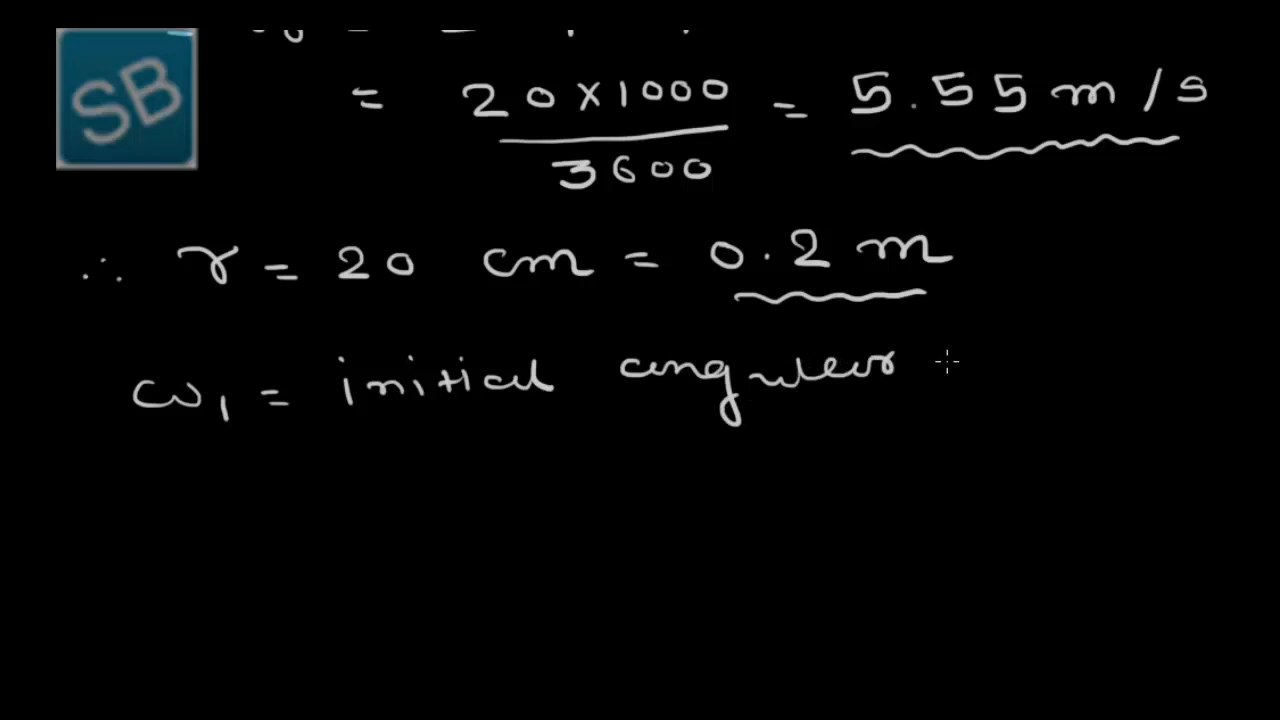 SB
= 20 x 1000 / 3600 = 5.55 m/s
∴ r = 20 cm = 0.2 m
ω₁ = initial angular